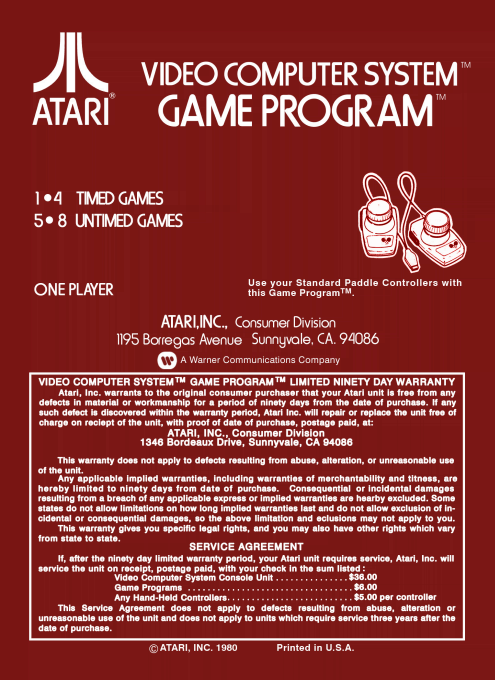 VIDEO COMPUTER SYSTEM™
GAME PROGRAM™
ATARI®
1•4 TIMED GAMES
5•8 UNTIMED GAMES
ONE PLAYER
Use your Standard Paddle Controllers with
this Game Program™.
ATARI,INC., Consumer Division
1195 Borregas Avenue Sunnyvale, CA. 94086
A Warner Communications Company
VIDEO COMPUTER SYSTEM™ GAME PROGRAM™ LIMITED NINETY DAY WARRANTY
Atari, Inc. warrants to the original consumer purchaser that your Atari unit is free from any
defects in material or workmanship for a period of ninety days from the date of purchase. If any
such defect is discovered within the warranty period, Atari Inc. will repair or replace the unit free of
charge on reciept of the unit, with proof of date of purchase, postage paid, at:
ATARI, INC., Consumer Division
1346 Bordeaux Drive, Sunnyvale, CA 94086
This warranty does not apply to defects resulting from abuse, alteration, or unreasonable use
of the unit.
Any applicable implied warranties, including warranties of merchantability and titness, are
hereby limited to ninety days from date of purchase. Consequential or incidental damages
resulting from a breach of any applicable express or implied warranties are hearby excluded. Some
states do not allow limitations on how long implied warranties last and do not allow exclusion of in-
cidental or consequential damages, so the above limitation and eclusions may not apply to you.
This warranty gives you specific legal rights, and you may also have other rights which vary
from state to state.
SERVICE AGREEMENT
If, after the ninety day limited warranty period, your Atari unit requires service, Atari, Inc. will
service the unit on receipt, postage paid, with your check in the sum listed :
Video Computer System Console Unit . . . . . . . . . . . . . . $36.00
Game Programs . . . . . . . . . . . . . . . . . . . . . . . . . . . . . . . . $6.00
Any Hand-Held Controllers. . . . . . . . . . . . . . . . . . . . . . . . $5.00 per controller
This Service Agreement does not apply to defects resulting from abuse, alteration or
unreasonable use of the unit and does not apply to units which require service three years after the
date of purchase.
© ATARI, INC. 1980 Printed in U.S.A.